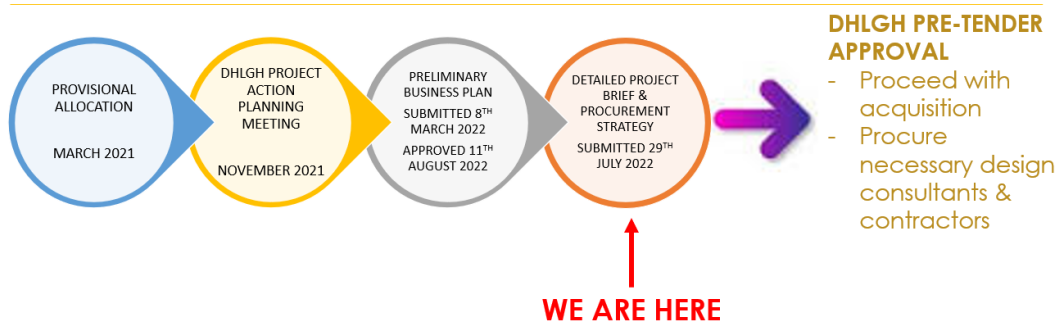 PROVISIONAL
ALLOCATION
MARCH 2021
DHLGH PROJECT
ACTION
PLANNING
MEETING
NOVEMBER 2021
PRELIMINARY
BUSINESS PLAN
SUBMITTED 8TH
MARCH 2022
APPROVED 11TH
AUGUST 2022
DETAILED PROJECT
BRIEF &
PROCUREMENT
STRATEGY
SUBMITTED 29TH
JULY 2022
WE ARE HERE
DHLGH PRE-TENDER
APPROVAL
- Proceed with
acquisition
- Procure
necessary design
consultants &
contractors